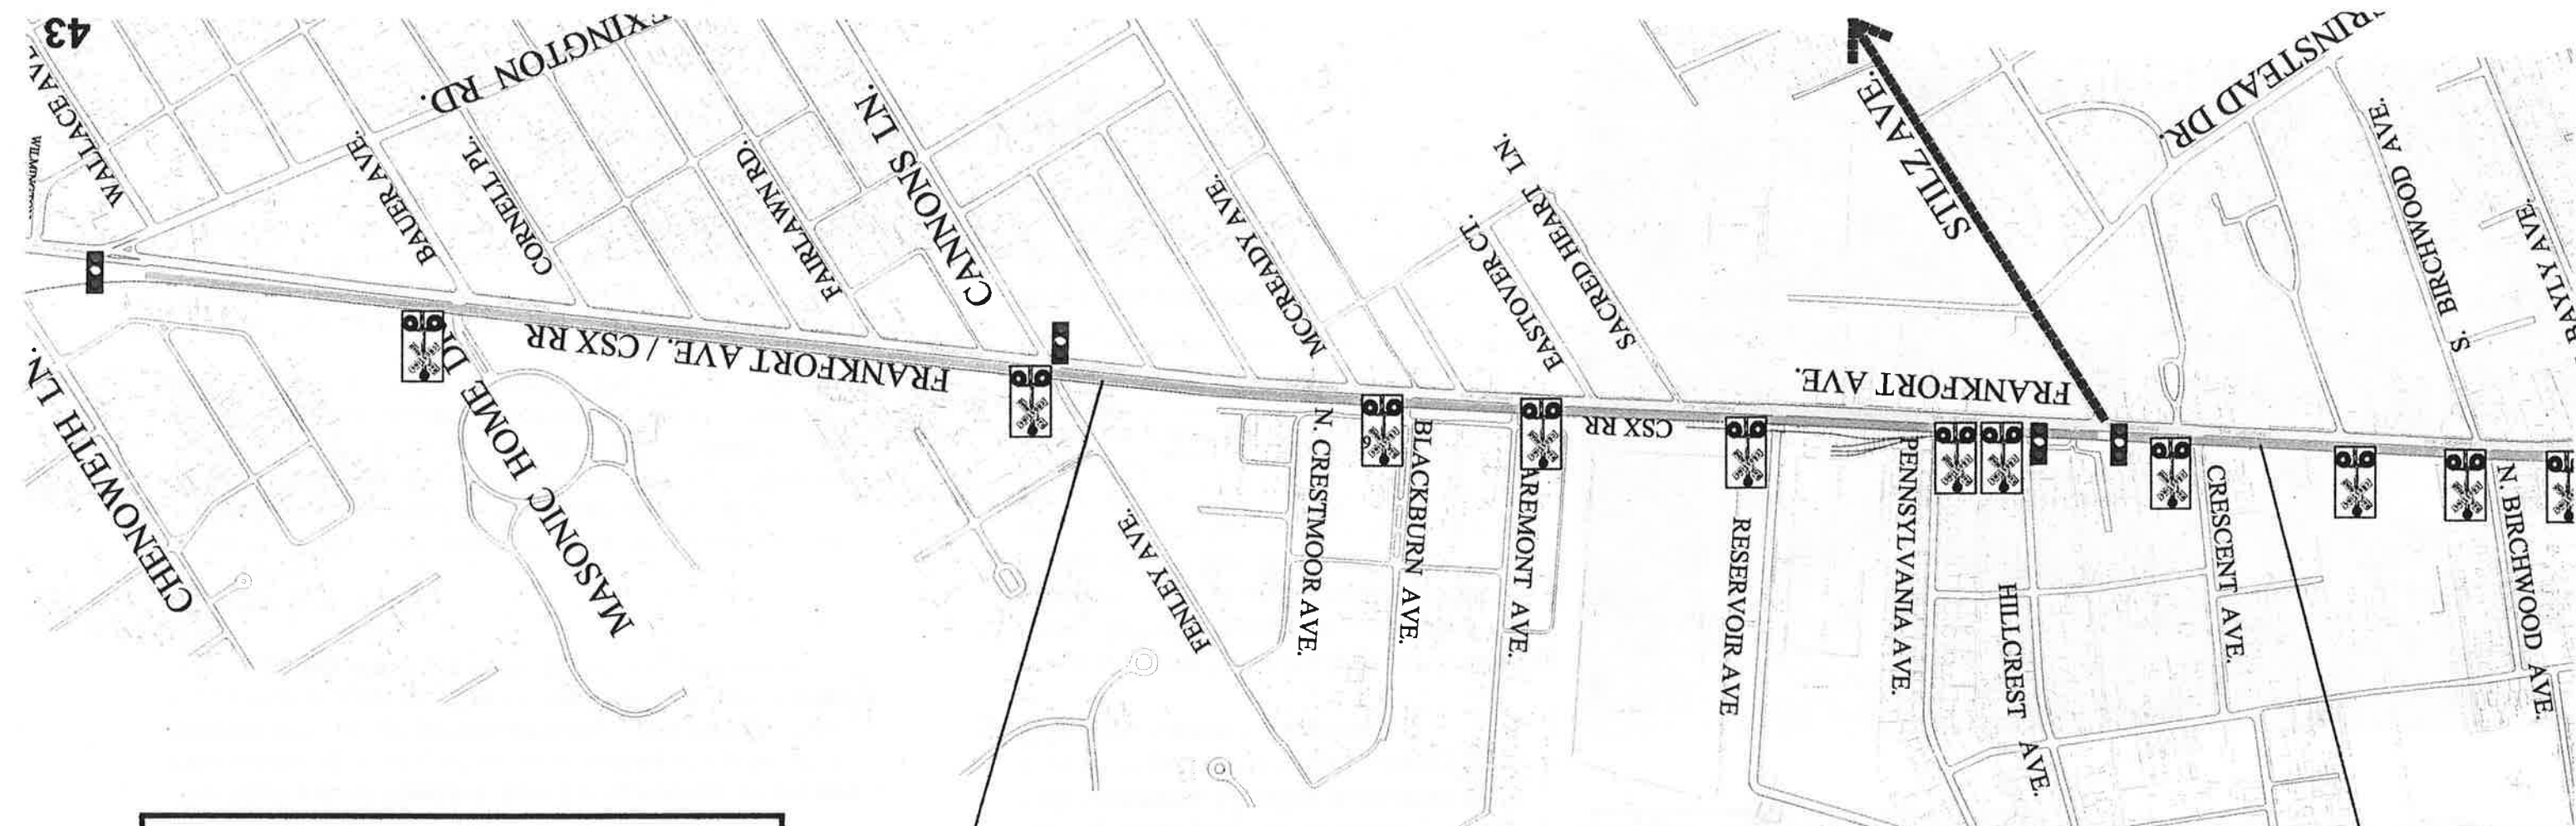 43
WALLACE AVE.
EXINGTON RD.
BAUER AVE.
CORNELL PL.
FAIRLAWN RD.
CANNONS LN.
MCCREADY AVE.
EASTOVER CT.
SACRED HEART LN.
STILZ AVE.
RINSTEAD DR.
S. BIRCHWOOD AVE.
BAYLY AVE.
FRANKFORT AVE. / CSX RR
FRANKFORT AVE.
CSX RR
CHENOWETH LN.
MASONIC HOME DR
FENLEY AVE.
N. CRESTMOOR AVE.
BLACKBURN AVE.
AREMONT AVE.
RESERVOIR AVE
PENNSYLVANIA AVE.
HILLCREST AVE.
CRESCENT AVE.
N. BIRCHWOOD AVE.